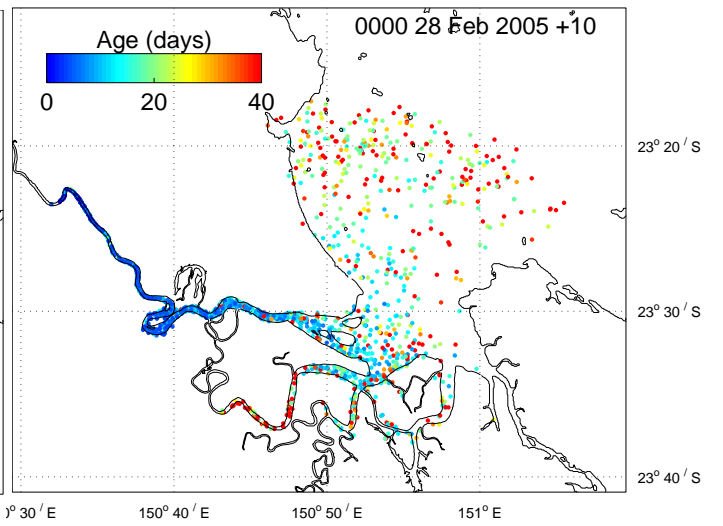 0000 28 Feb 2005 +10
Age (days)
0 20 40
23° 20 ' S
23° 30 ' S
23° 40 ' S
° 30 ' E 150° 40 ' E 150° 50 ' E 151° E